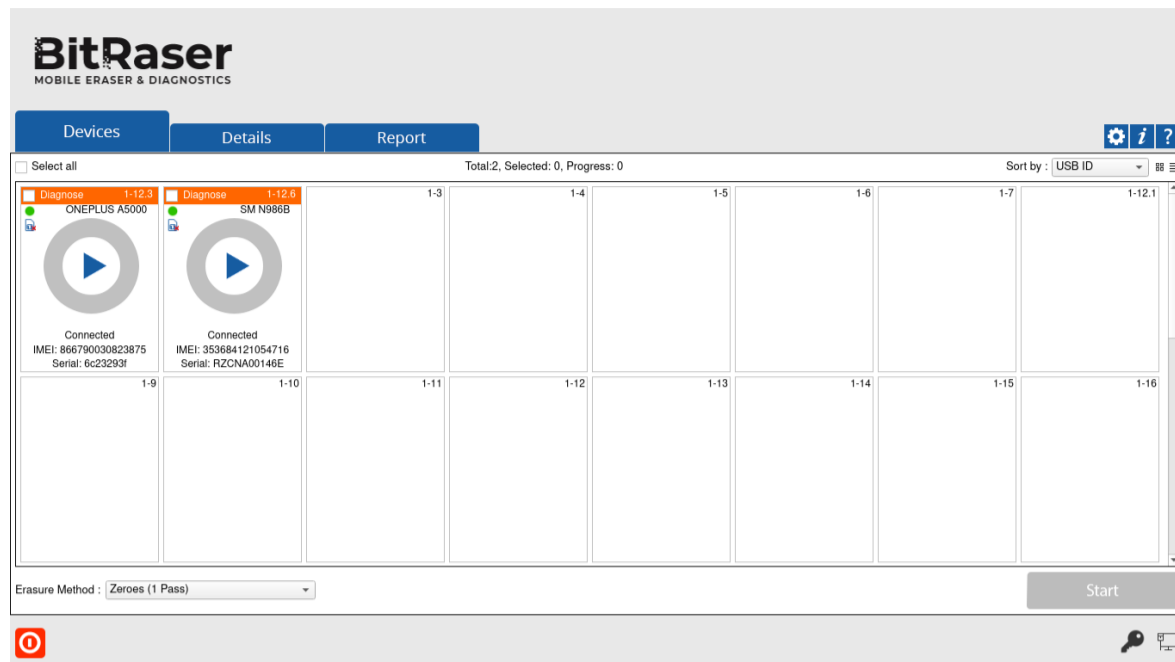 BitRaser
MOBILE ERASER & DIAGNOSTICS
Devices Details Report i ?
Select all Total:2, Selected: 0, Progress: 0 Sort by : USB ID
Diagnose 1-12.3 Diagnose 1-12.6 1-3 1-4 1-5 1-6 1-7 1-12.1
ONEPLUS A5000 SM N986B
Connected Connected
IMEI: 866790030823875 IMEI: 353684121054716
Serial: 6c23293f Serial: RZCNA00146E
1-9 1-10 1-11 1-12 1-13 1-14 1-15 1-16
Erasure Method : Zeroes (1 Pass) Start